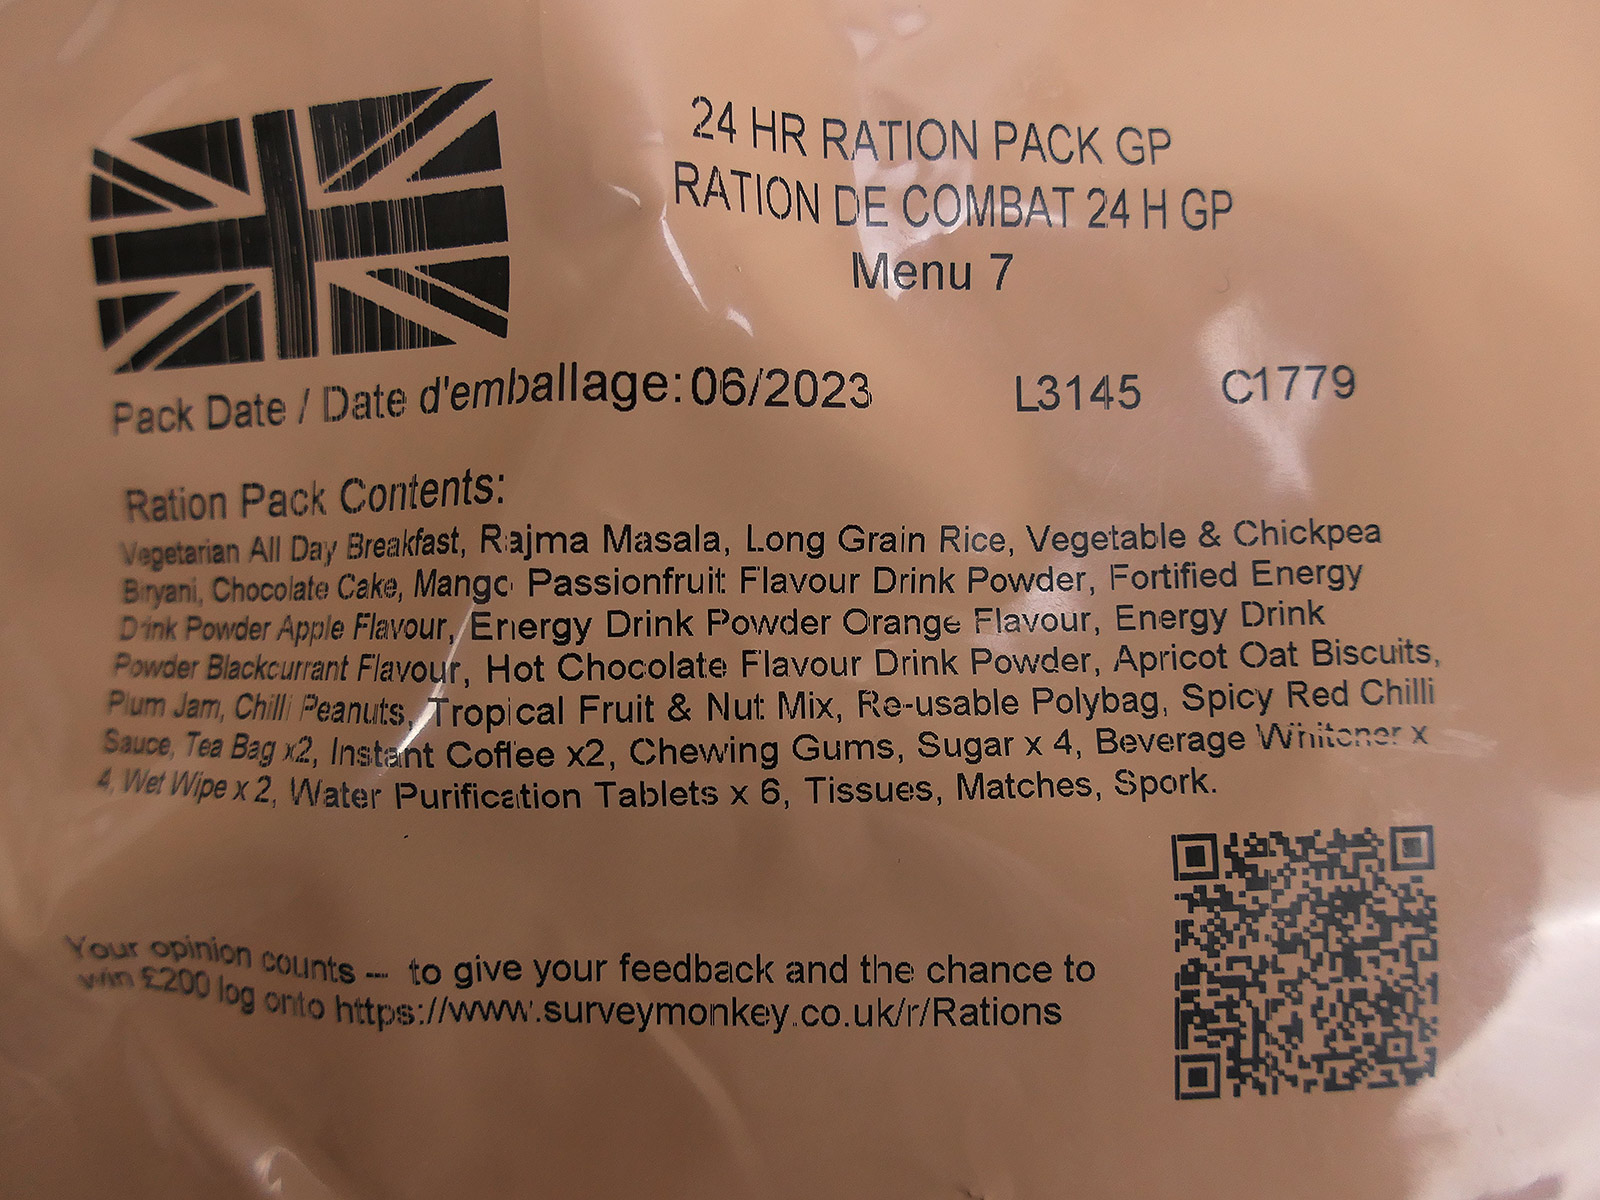 24 HR RATION PACK GP
RATION DE COMBAT 24 H GP
Menu 7
Pack Date / Date d'emballage: 06/2023 L3145 C1779
Ration Pack Contents:
Vegetarian All Day Breakfast, Rajma Masala, Long Grain Rice, Vegetable & Chickpea
Biryani, Chocolate Cake, Mango Passionfruit Flavour Drink Powder, Fortified Energy
Drink Powder Apple Flavour, Energy Drink Powder Orange Flavour, Energy Drink
Powder Blackcurrant Flavour, Hot Chocolate Flavour Drink Powder, Apricot Oat Biscuits,
Plum Jam, Chilli Peanuts, Tropical Fruit & Nut Mix, Re-usable Polybag, Spicy Red Chilli
Sauce, Tea Bag x2, Instant Coffee x2, Chewing Gums, Sugar x 4, Beverage Whitener x
4, Wet Wipe x 2, Water Purification Tablets x 6, Tissues, Matches, Spork.
Your opinion counts -- to give your feedback and the chance to
win £200 log onto https://www.surveymonkey.co.uk/r/Rations